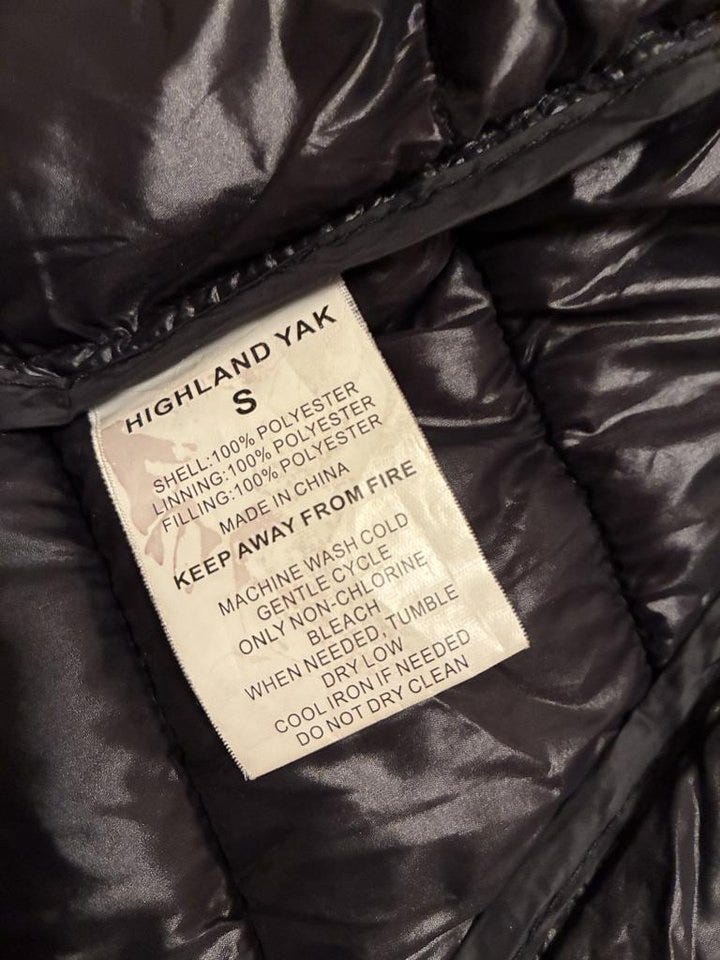 HIGHLAND YAK
S
SHELL:100% POLYESTER
LINNING:100% POLYESTER
FILLING:100% POLYESTER
MADE IN CHINA
KEEP AWAY FROM FIRE
MACHINE WASH COLD
GENTLE CYCLE
ONLY NON-CHLORINE
BLEACH
WHEN NEEDED, TUMBLE
DRY LOW
COOL IRON IF NEEDED
DO NOT DRY CLEAN